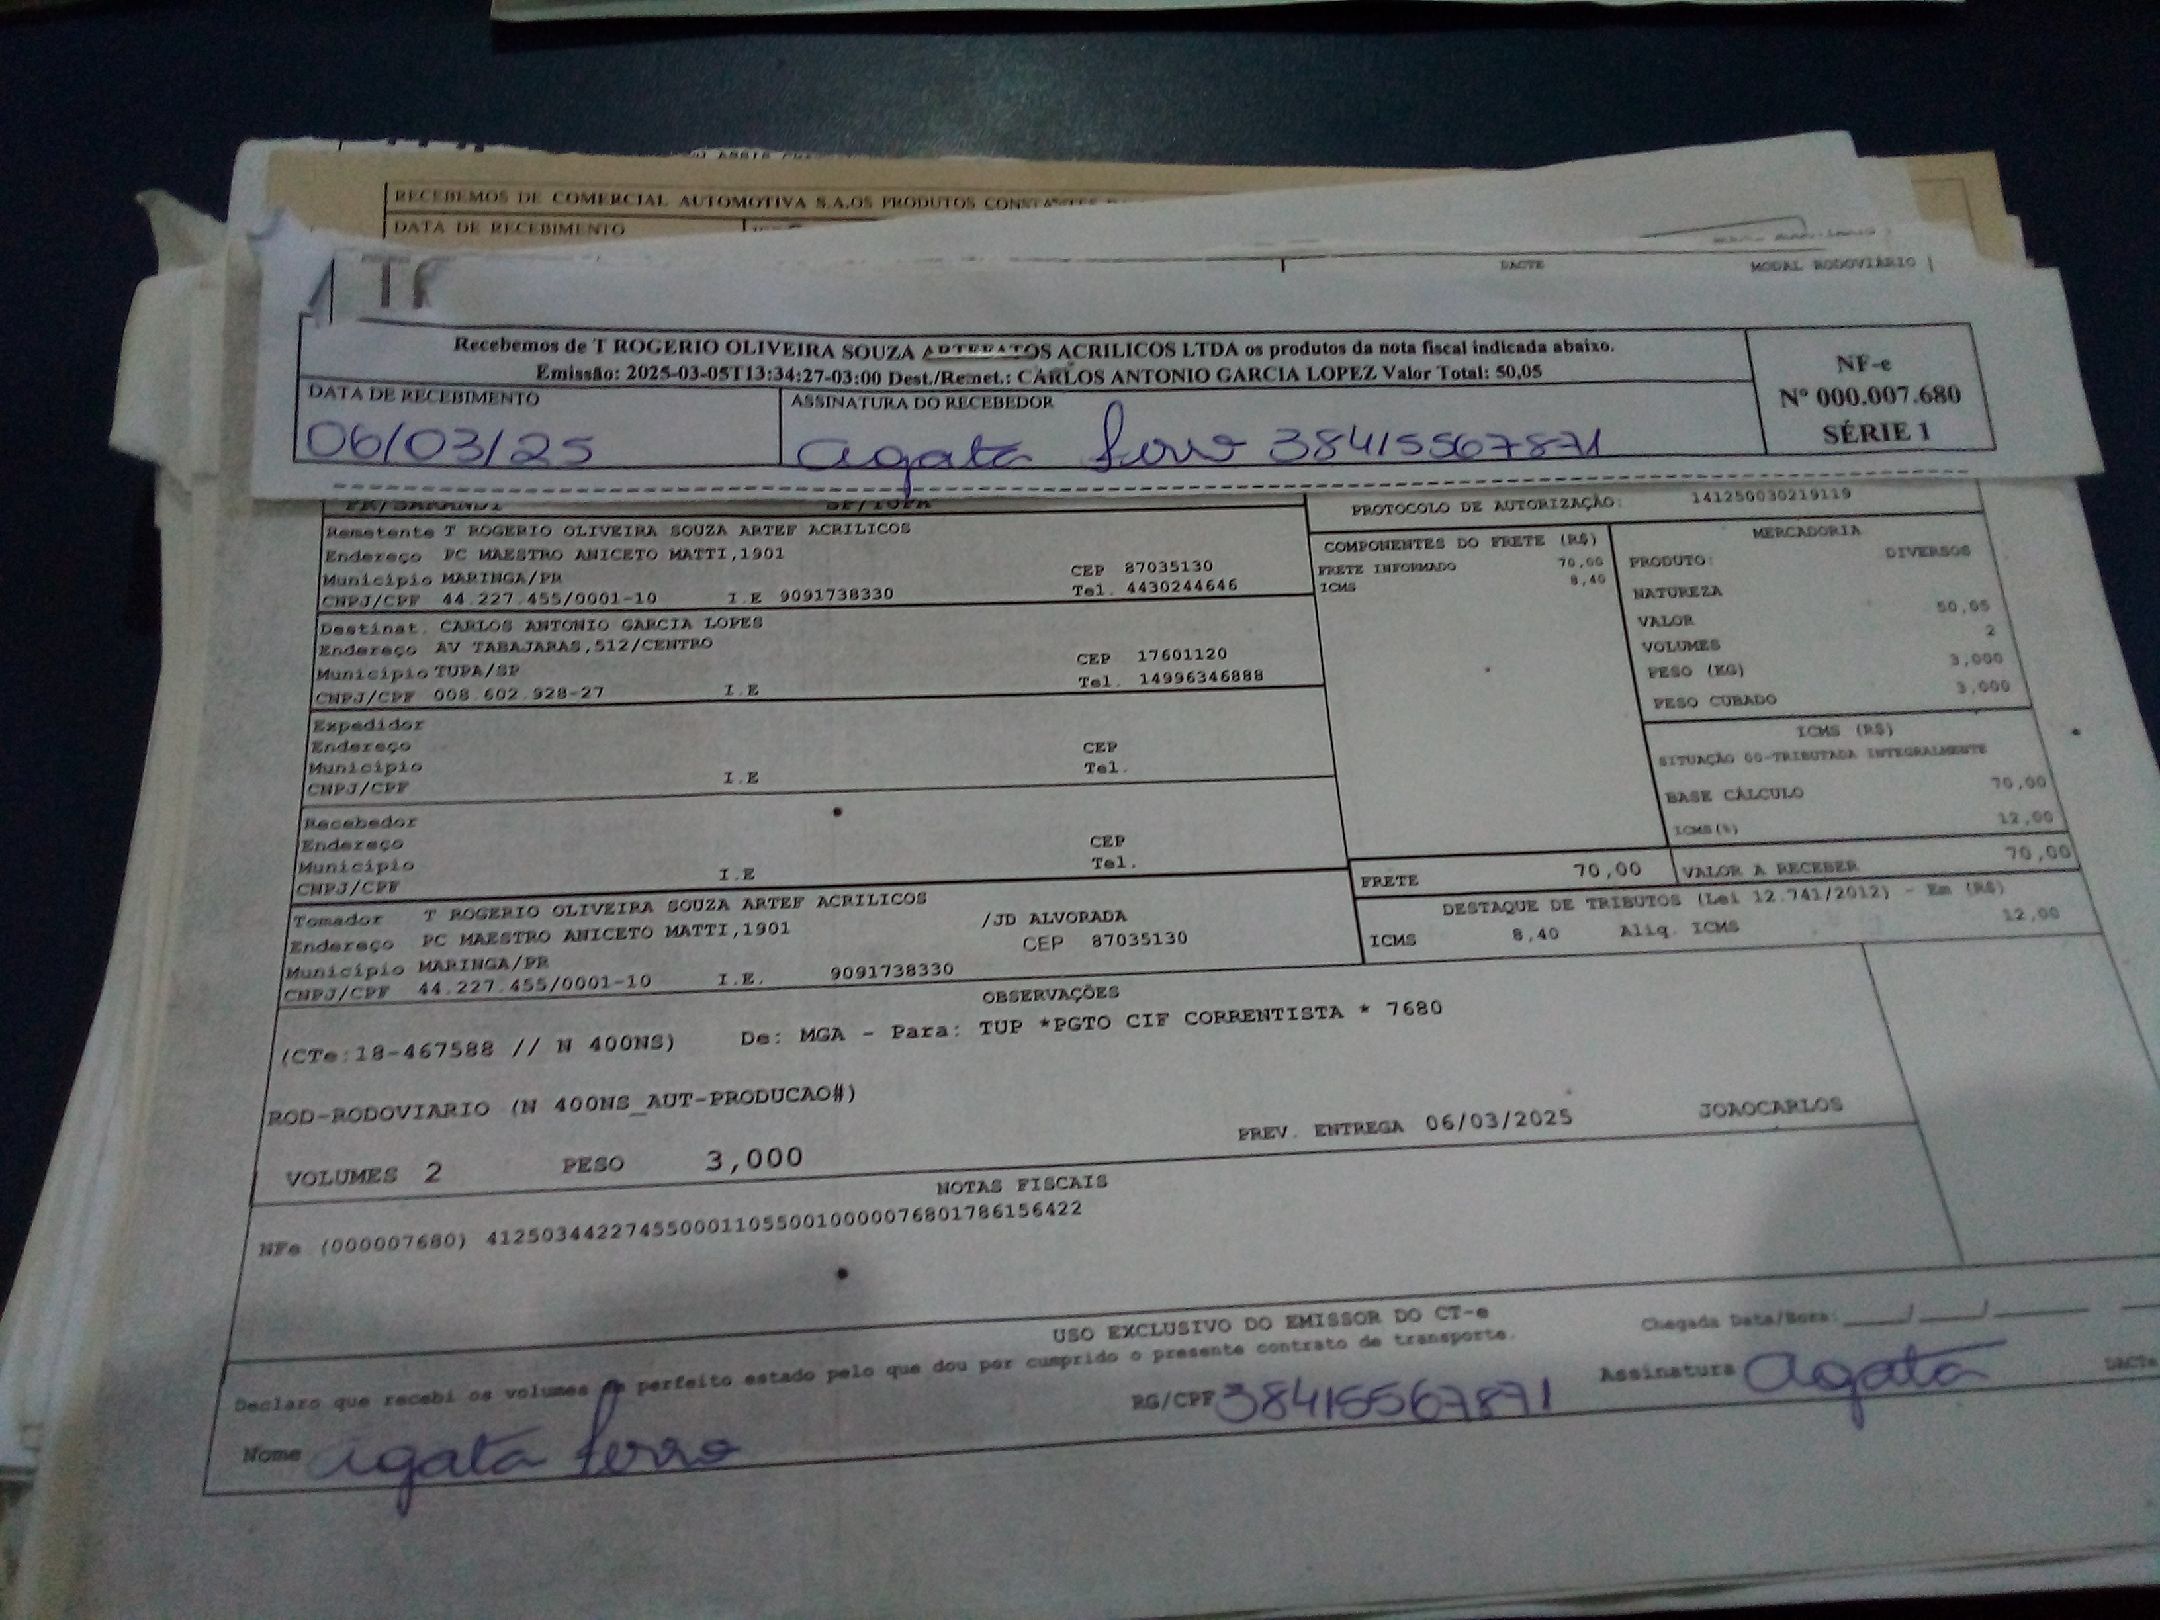 RECEBEMOS DE COMERCIAL AUTOMOTIVA S.A.OS PRODUTOS
DATA DE RECEBIMENTO
DACTE MODAL RODOVIÁRIO
Recebemos de T ROGERIO OLIVEIRA SOUZA ARTEFATOS ACRILICOS LTDA os produtos da nota fiscal indicada abaixo.
Emissão: 2025-03-05T13:34:27-03:00 Dest./Remet.: CARLOS ANTONIO GARCIA LOPEZ Valor Total: 50,05
NF-e
Nº 000.007.680
SÉRIE 1
DATA DE RECEBIMENTO
06/03/25
ASSINATURA DO RECEBEDOR
agata ferro 38415567871
PR/SARANDI SP/TUPA
PROTOCOLO DE AUTORIZAÇÃO: 141250030219119
Remetente T ROGERIO OLIVEIRA SOUZA ARTEF ACRILICOS
Endereço PC MAESTRO ANICETO MATTI,1901
Município MARINGA/PR CEP 87035130
CNPJ/CPF 44.227.455/0001-10 I.E 9091738330 Tel. 4430244646
Destinat. CARLOS ANTONIO GARCIA LOPES
Endereço AV TABAJARAS,512/CENTRO
Município TUPA/SP CEP 17601120
CNPJ/CPF 008.602.928-27 I.E Tel. 14996346888
Expedidor
Endereço
Município CEP
CNPJ/CPF I.E Tel.
Recebedor
Endereço
Município CEP
CNPJ/CPF I.E Tel.
Tomador T ROGERIO OLIVEIRA SOUZA ARTEF ACRILICOS
Endereço PC MAESTRO ANICETO MATTI,1901 /JD ALVORADA
Município MARINGA/PR CEP 87035130
CNPJ/CPF 44.227.455/0001-10 I.E. 9091738330
COMPONENTES DO FRETE (R$)
FRETE INFORMADO 70,00
ICMS 8,40
MERCADORIA
PRODUTO: DIVERSOS
NATUREZA
VALOR 50,05
VOLUMES 2
PESO (KG) 3,000
PESO CUBADO 3,000
ICMS (R$)
SITUAÇÃO 00-TRIBUTADA INTEGRALMENTE
BASE CÁLCULO 70,00
ICMS(%) 12,00
FRETE 70,00 VALOR A RECEBER 70,00
DESTAQUE DE TRIBUTOS (Lei 12.741/2012) - Em (R$)
ICMS 8,40 Aliq. ICMS 12,00
OBSERVAÇÕES
(CTe:18-467588 // N 400NS) De: MGA - Para: TUP *PGTO CIF CORRENTISTA * 7680
ROD-RODOVIARIO (N 400NS_AUT-PRODUCAO#)
VOLUMES 2 PESO 3,000 PREV. ENTREGA 06/03/2025 JOAOCARLOS
NOTAS FISCAIS
NFe (000007680) 41250344227455000110550010000076801786156422
USO EXCLUSIVO DO EMISSOR DO CT-e
Declaro que recebi os volumes perfeito estado pelo que dou por cumprido o presente contrato de transporte.
Chegada Data/Hora: ____/____/______
Nome agata ferro RG/CPF 38415567871 Assinatura agata DACTe